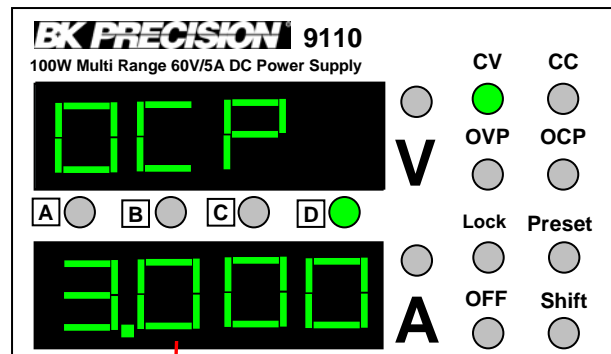 BK PRECISION® 9110
100W Multi Range 60V/5A DC Power Supply
CV CC
OCP
V
OVP OCP
A B C D
Lock Preset
3.000
A
OFF Shift